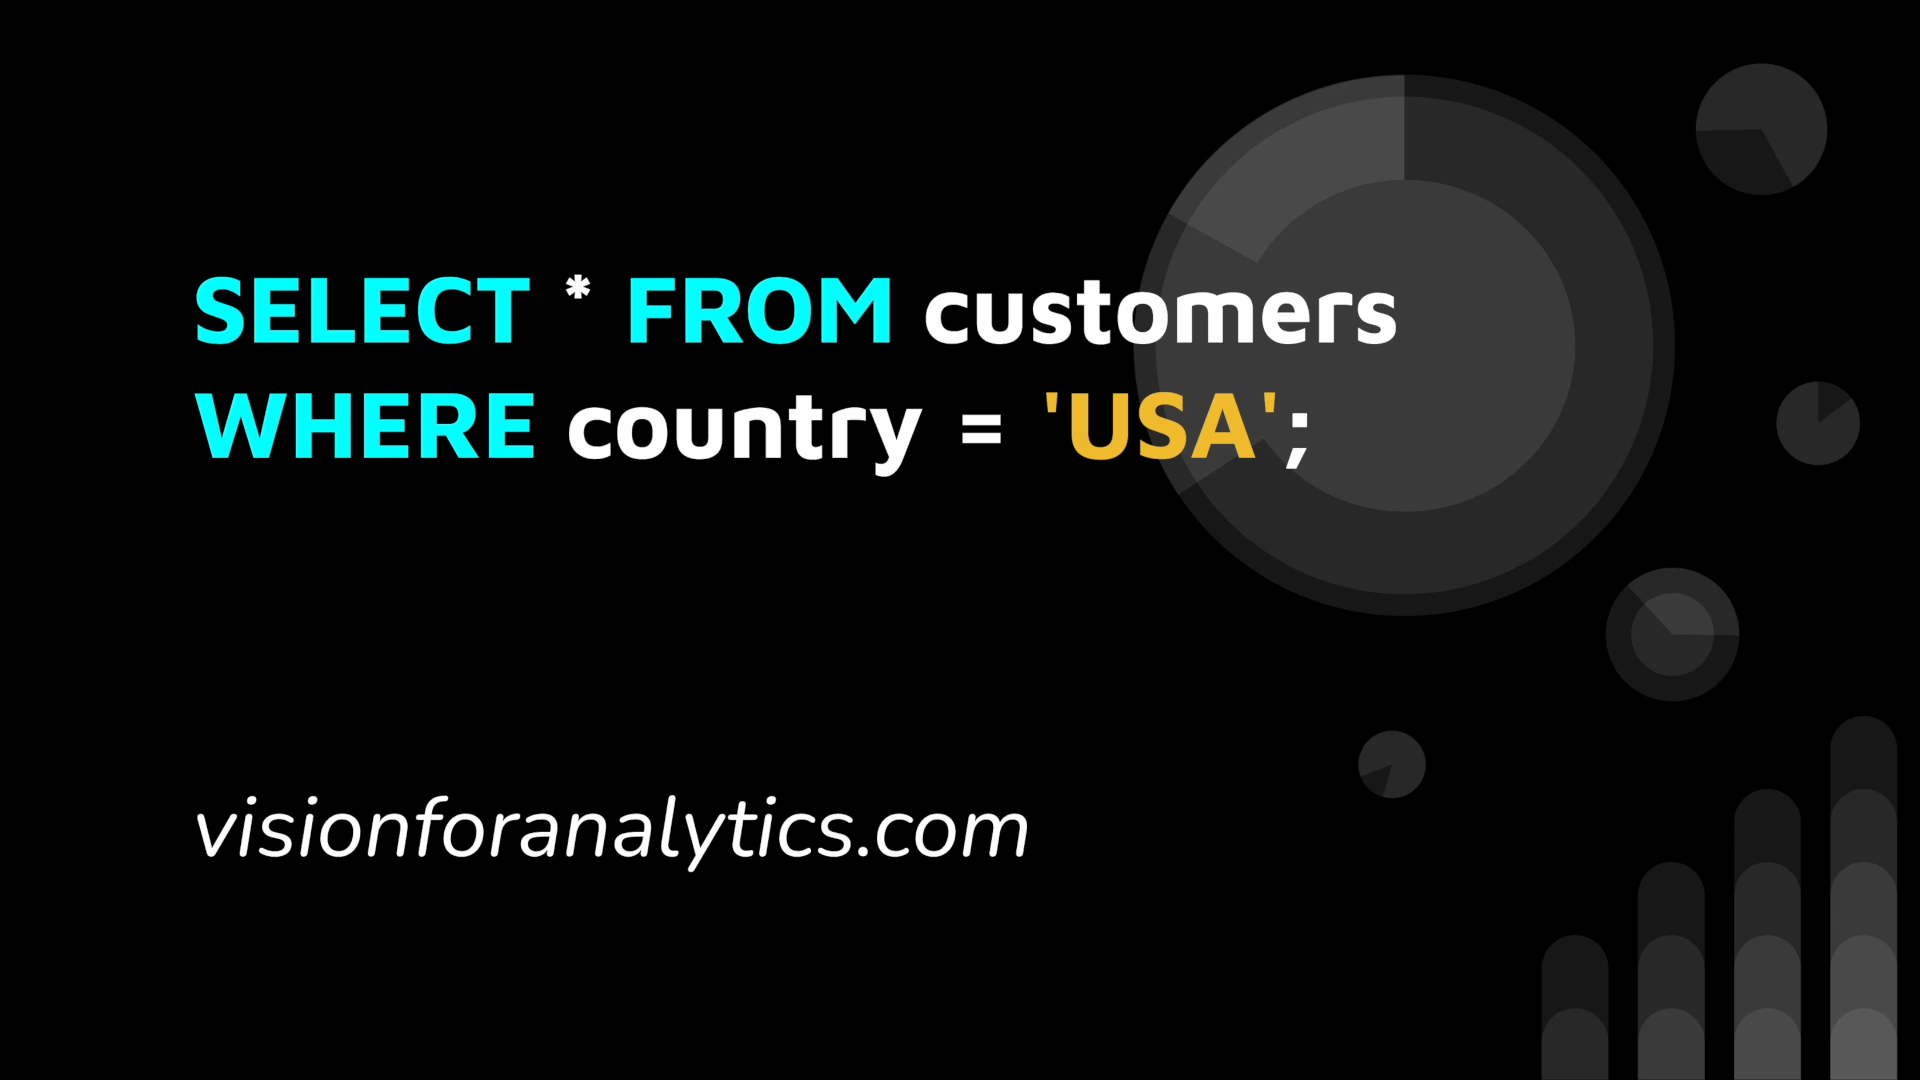 SELECT * FROM customers
WHERE country = 'USA';
visionforanalytics.com